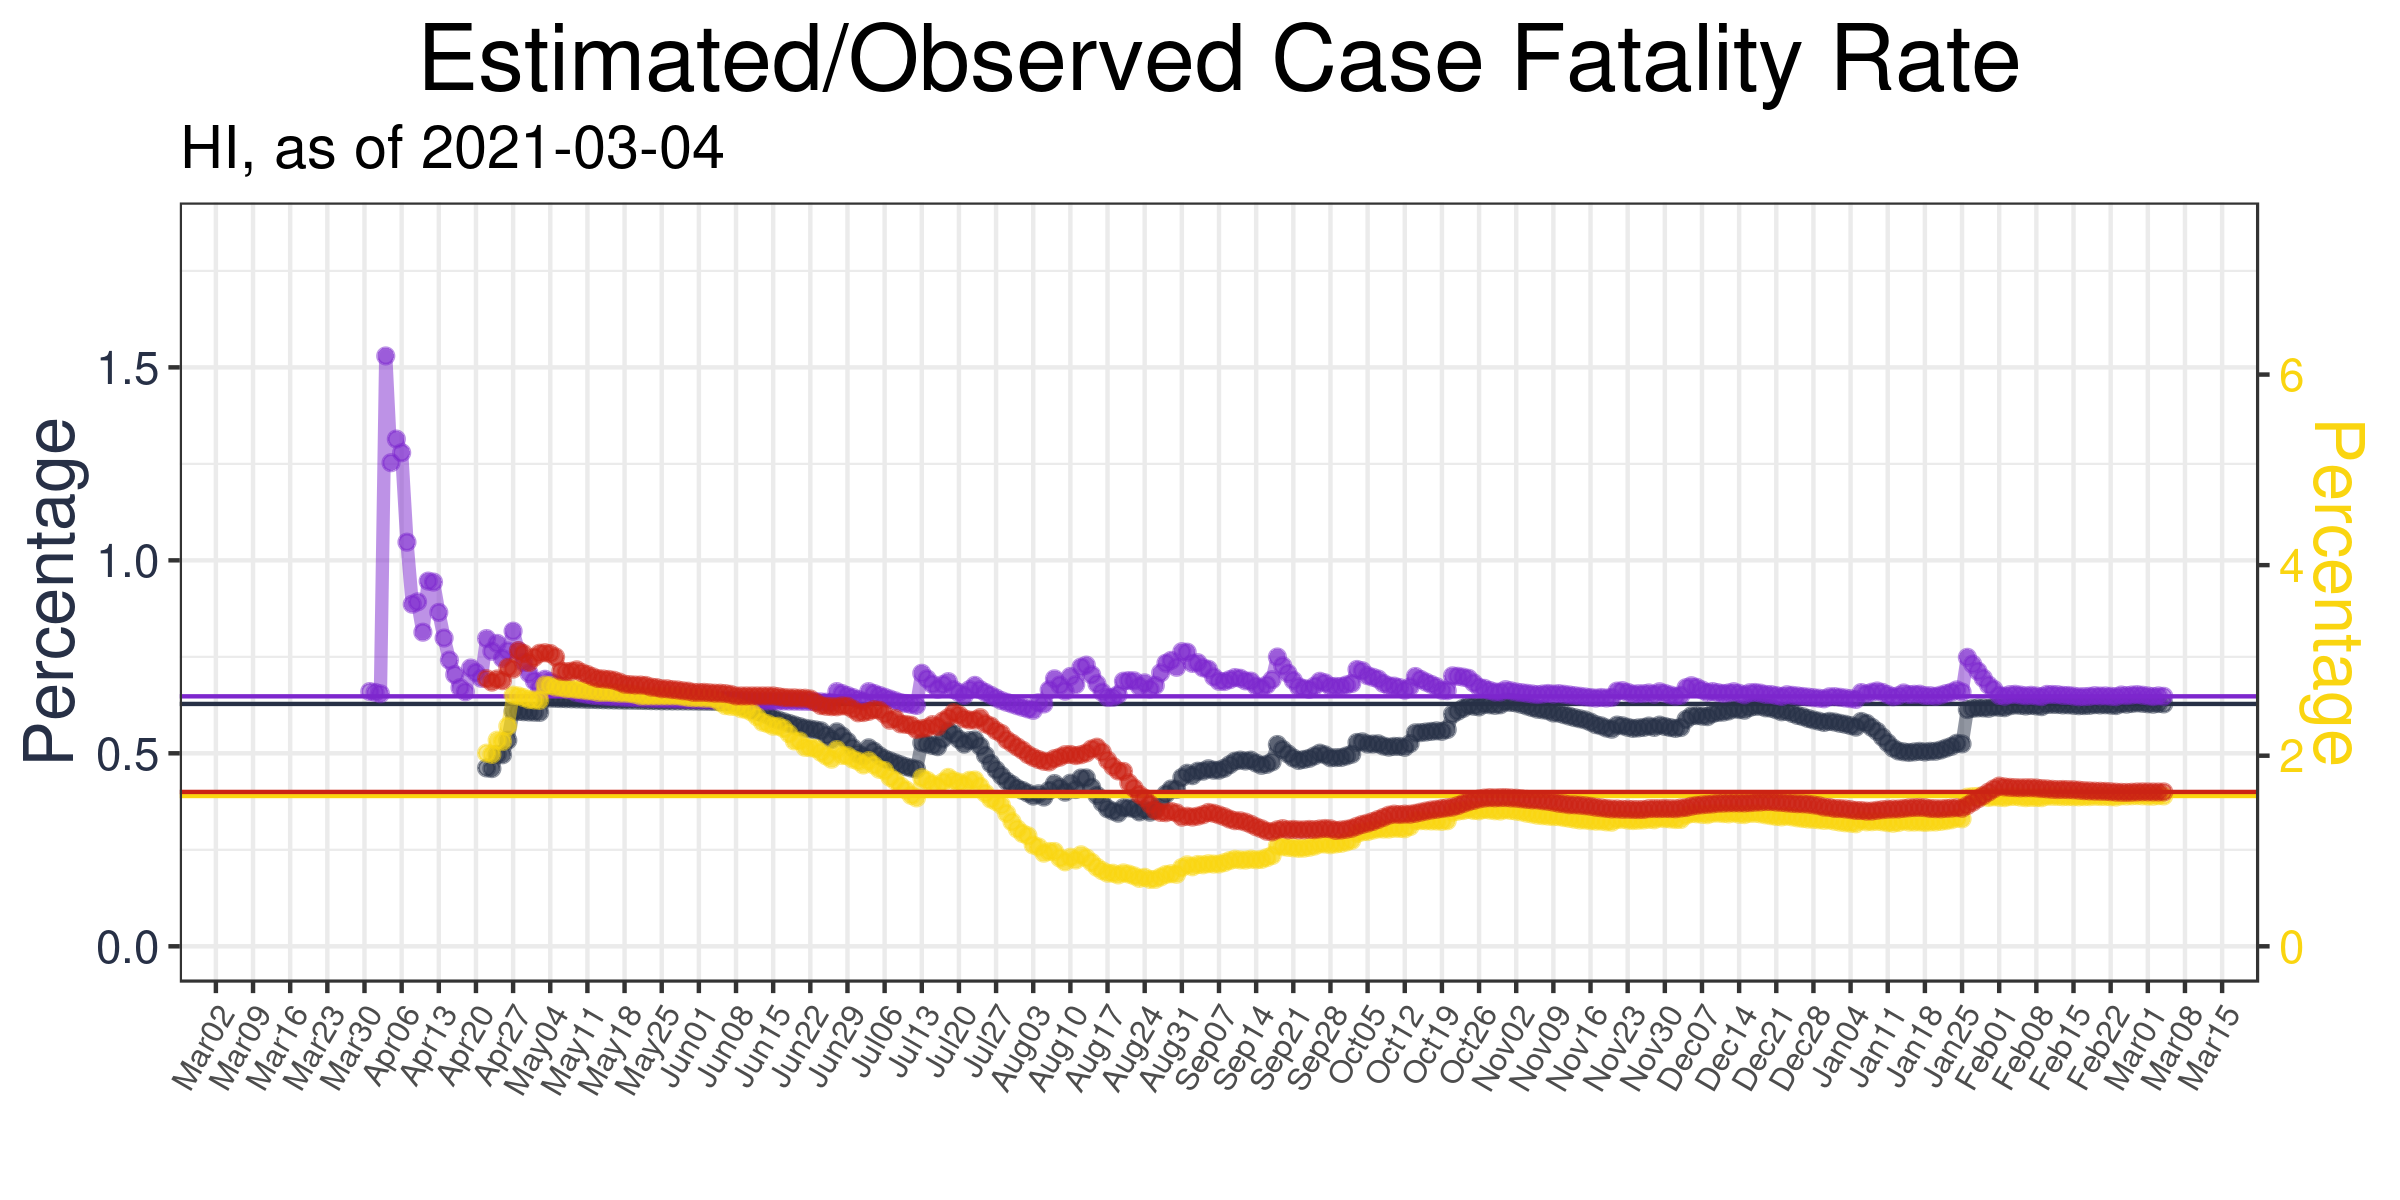 Estimated/Observed Case Fatality Rate
HI, as of 2021-03-04
Percentage
1.5
1.0
0.5
0.0
6
4
2
0
Percentage
Mar02
Mar09
Mar16
Mar23
Mar30
Apr06
Apr13
Apr20
Apr27
May04
May11
May18
May25
Jun01
Jun08
Jun15
Jun22
Jun29
Jul06
Jul13
Jul20
Jul27
Aug03
Aug10
Aug17
Aug24
Aug31
Sep07
Sep14
Sep21
Sep28
Oct05
Oct12
Oct19
Oct26
Nov02
Nov09
Nov16
Nov23
Nov30
Dec07
Dec14
Dec21
Dec28
Jan04
Jan11
Jan18
Jan25
Feb01
Feb08
Feb15
Feb22
Mar01
Mar08
Mar15